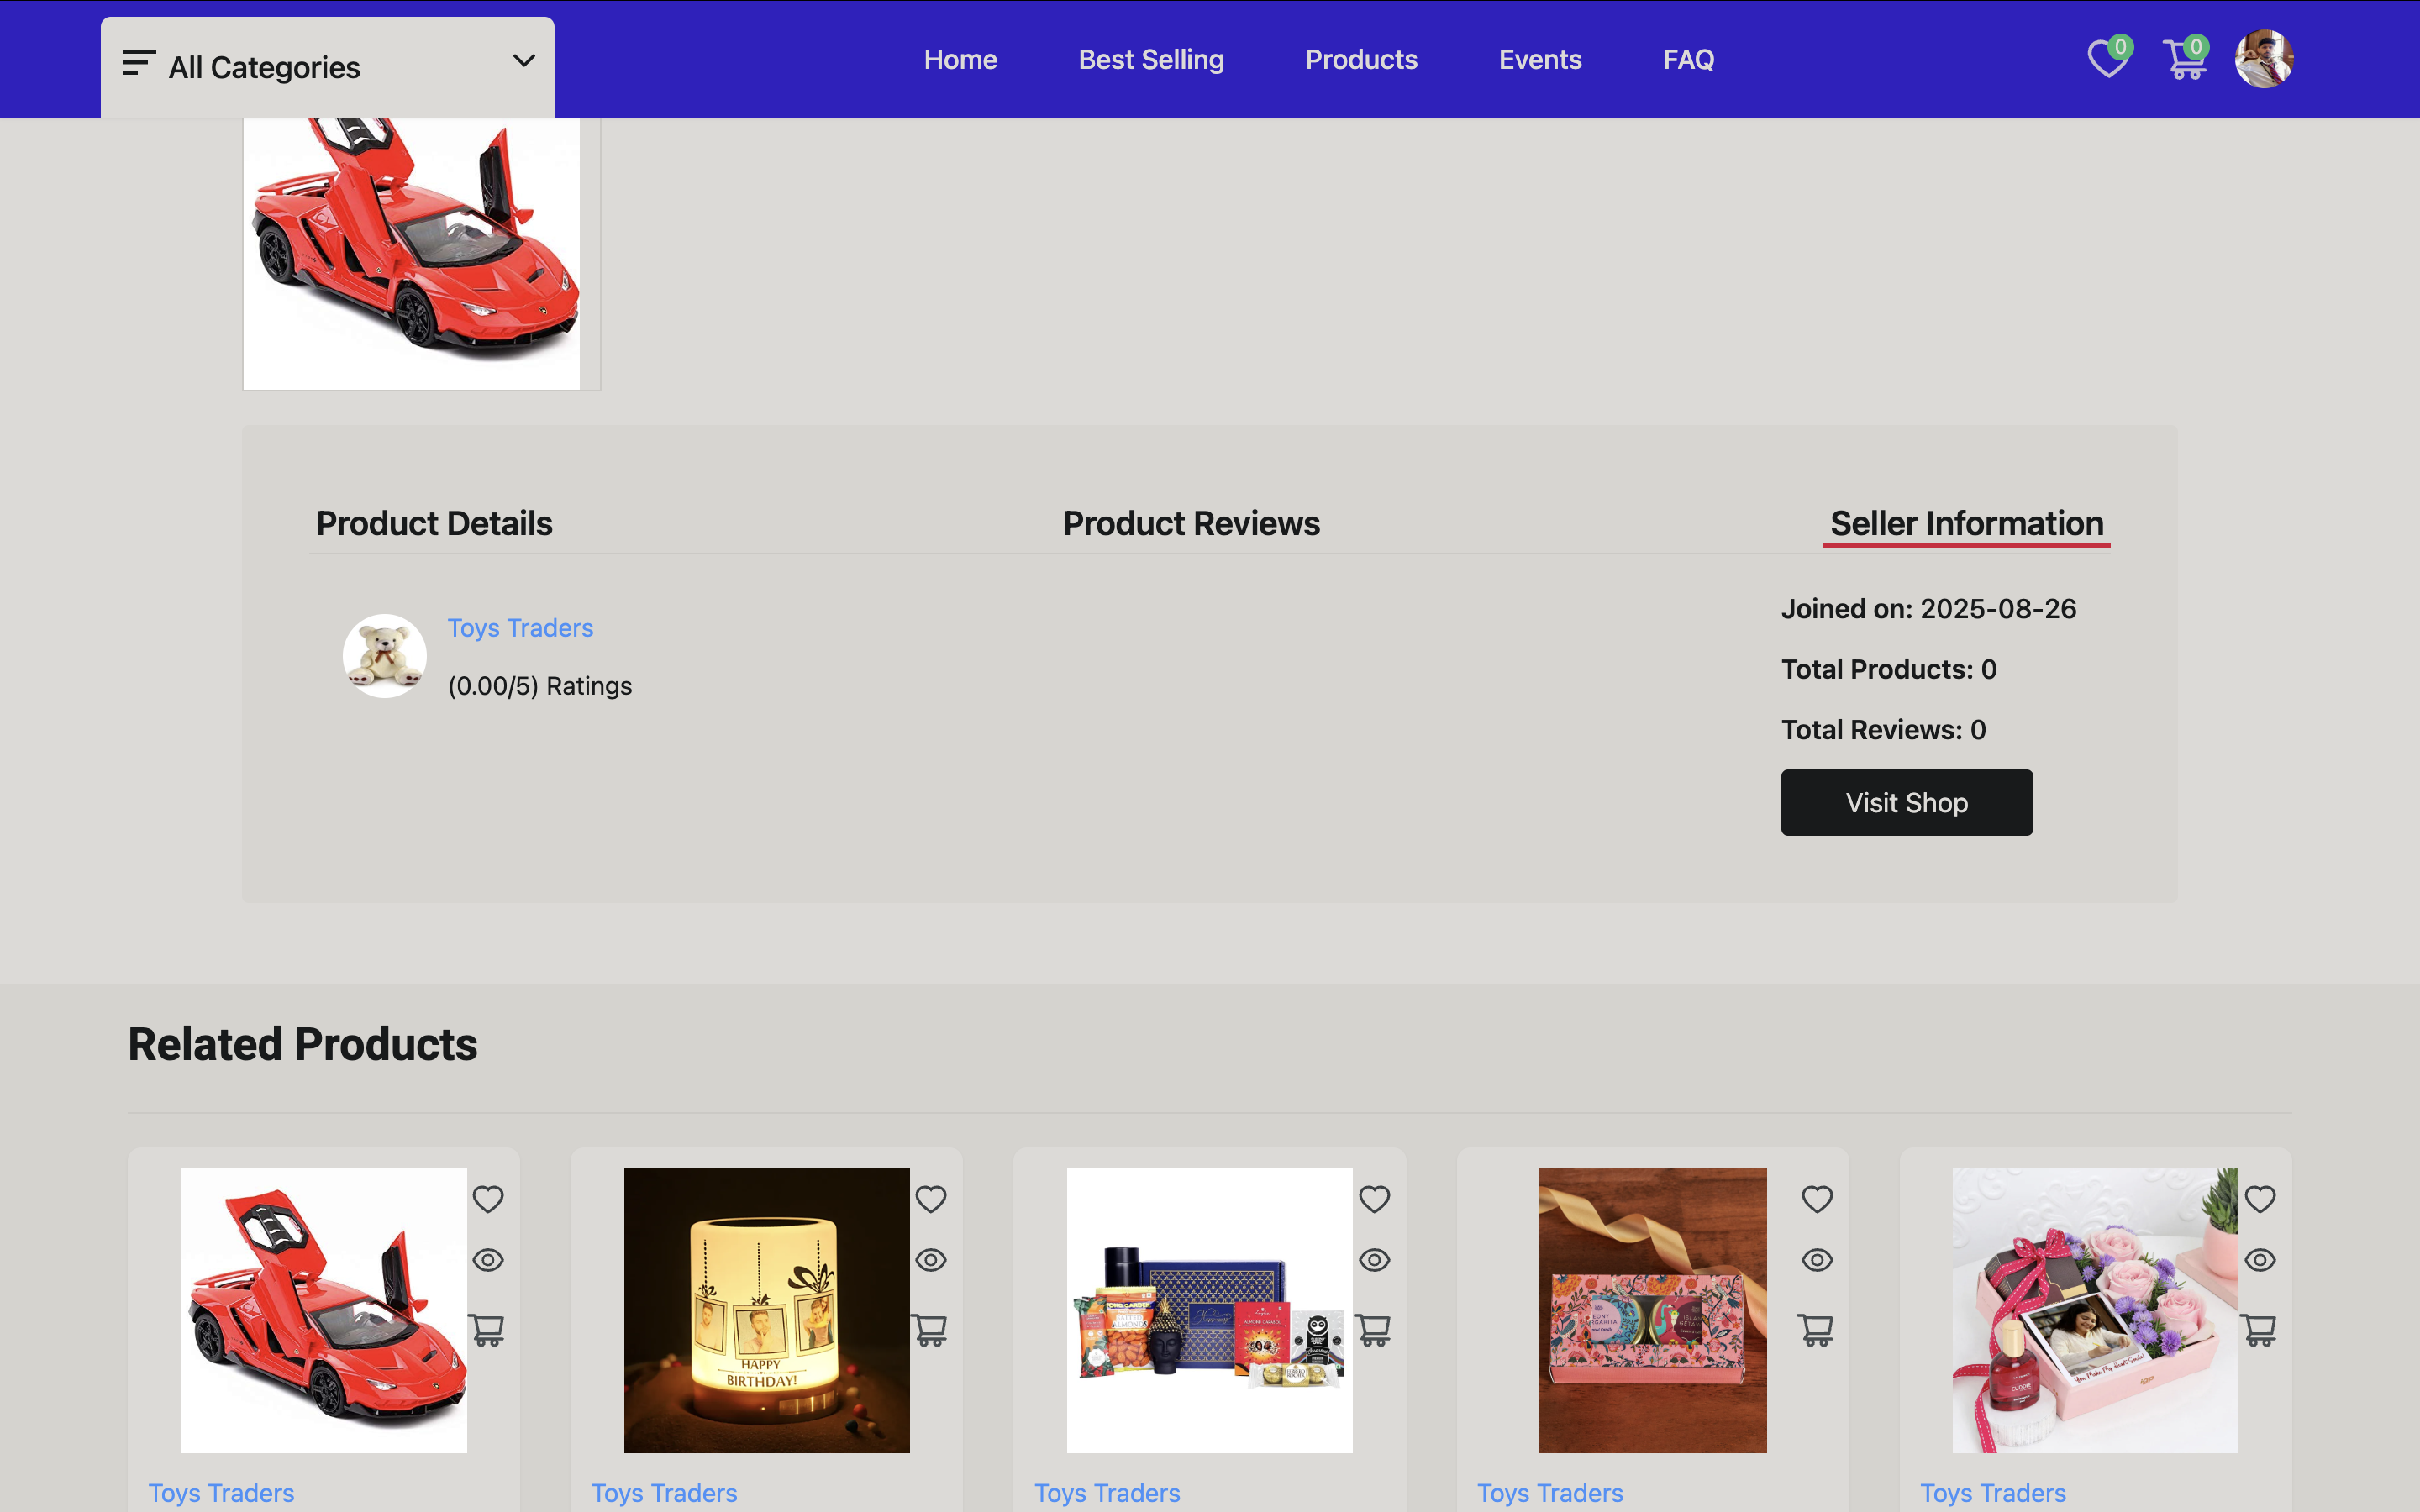 All Categories
Home
Best Selling
Products
Events
FAQ
0
0
Product Details
Product Reviews
Seller Information
Toys Traders
(0.00/5) Ratings
Joined on: 2025-08-26
Total Products: 0
Total Reviews: 0
Visit Shop
Related Products
HAPPY
BIRTHDAY!
Toys Traders
Toys Traders
Toys Traders
Toys Traders
Toys Traders